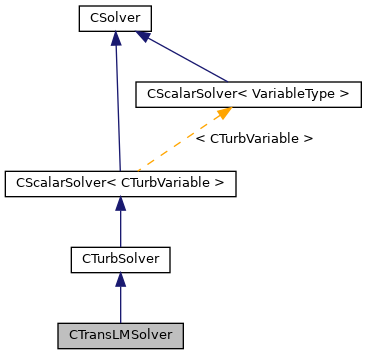 CSolver
CScalarSolver< VariableType >
< CTurbVariable >
CScalarSolver< CTurbVariable >
CTurbSolver
CTransLMSolver